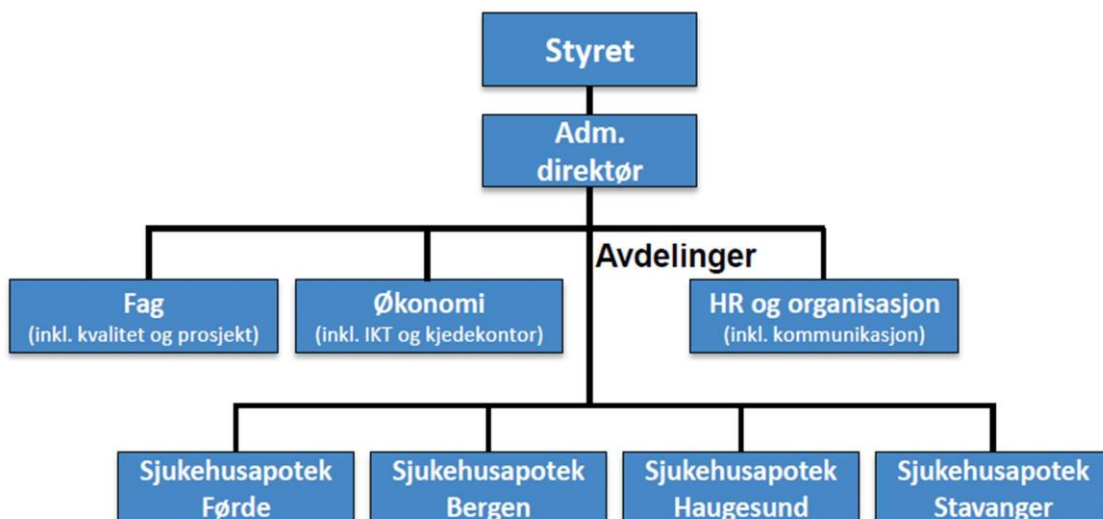 Styret
Adm.
direktør
Avdelinger
Fag
(inkl. kvalitet og prosjekt)
Økonomi
(inkl. IKT og kjedekontor)
HR og organisasjon
(inkl. kommunikasjon)
Sjukehusapotek
Førde
Sjukehusapotek
Bergen
Sjukehusapotek
Haugesund
Sjukehusapotek
Stavanger